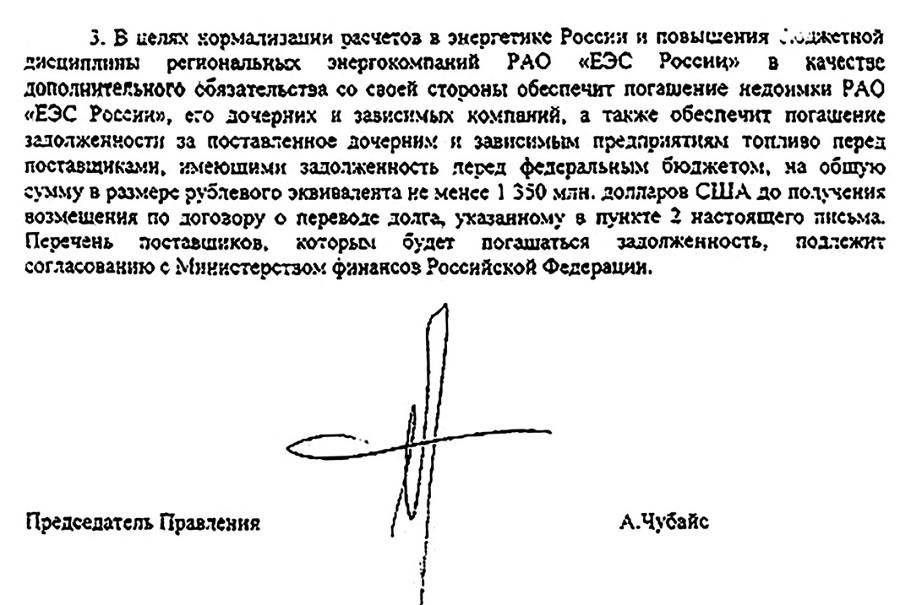 3. В целях нормализации расчетов в энергетике России и повышения бюджетной
дисциплины региональных энергокомпаний РАО «ЕЭС России» в качестве
дополнительного обязательства со своей стороны обеспечит погашение недоимки РАО
«ЕЭС России», его дочерних и зависимых компаний, а также обеспечит погашение
задолженности за поставленное дочерним и зависимым предприятиям топливо перед
поставщиками, имеющими задолженность перед федеральным бюджетом, на общую
сумму в размере рублевого эквивалента не менее 1 350 млн. долларов США до получения
возмещения по договору о переводе долга, указанному в пункте 2 настоящего письма.
Перечень поставщиков, которым будет погашаться задолженность, подлежит
согласованию с Министерством финансов Российской Федерации.
Председатель Правления
А.Чубайс